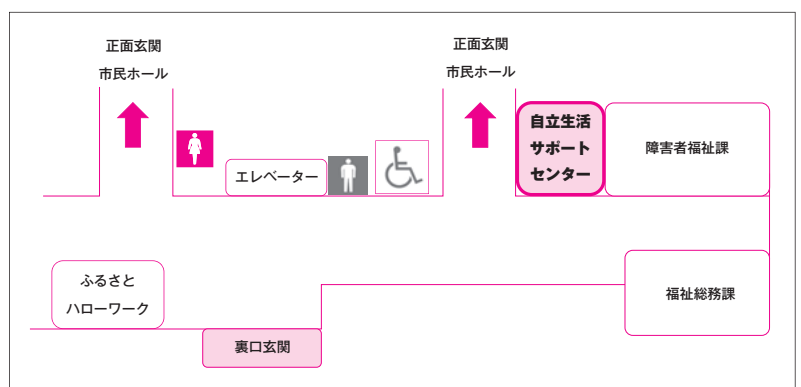 正面玄関
市民ホール
正面玄関
市民ホール
自立生活
サポート
センター
障害者福祉課
エレベーター
ふるさと
ハローワーク
福祉総務課
裏口玄関